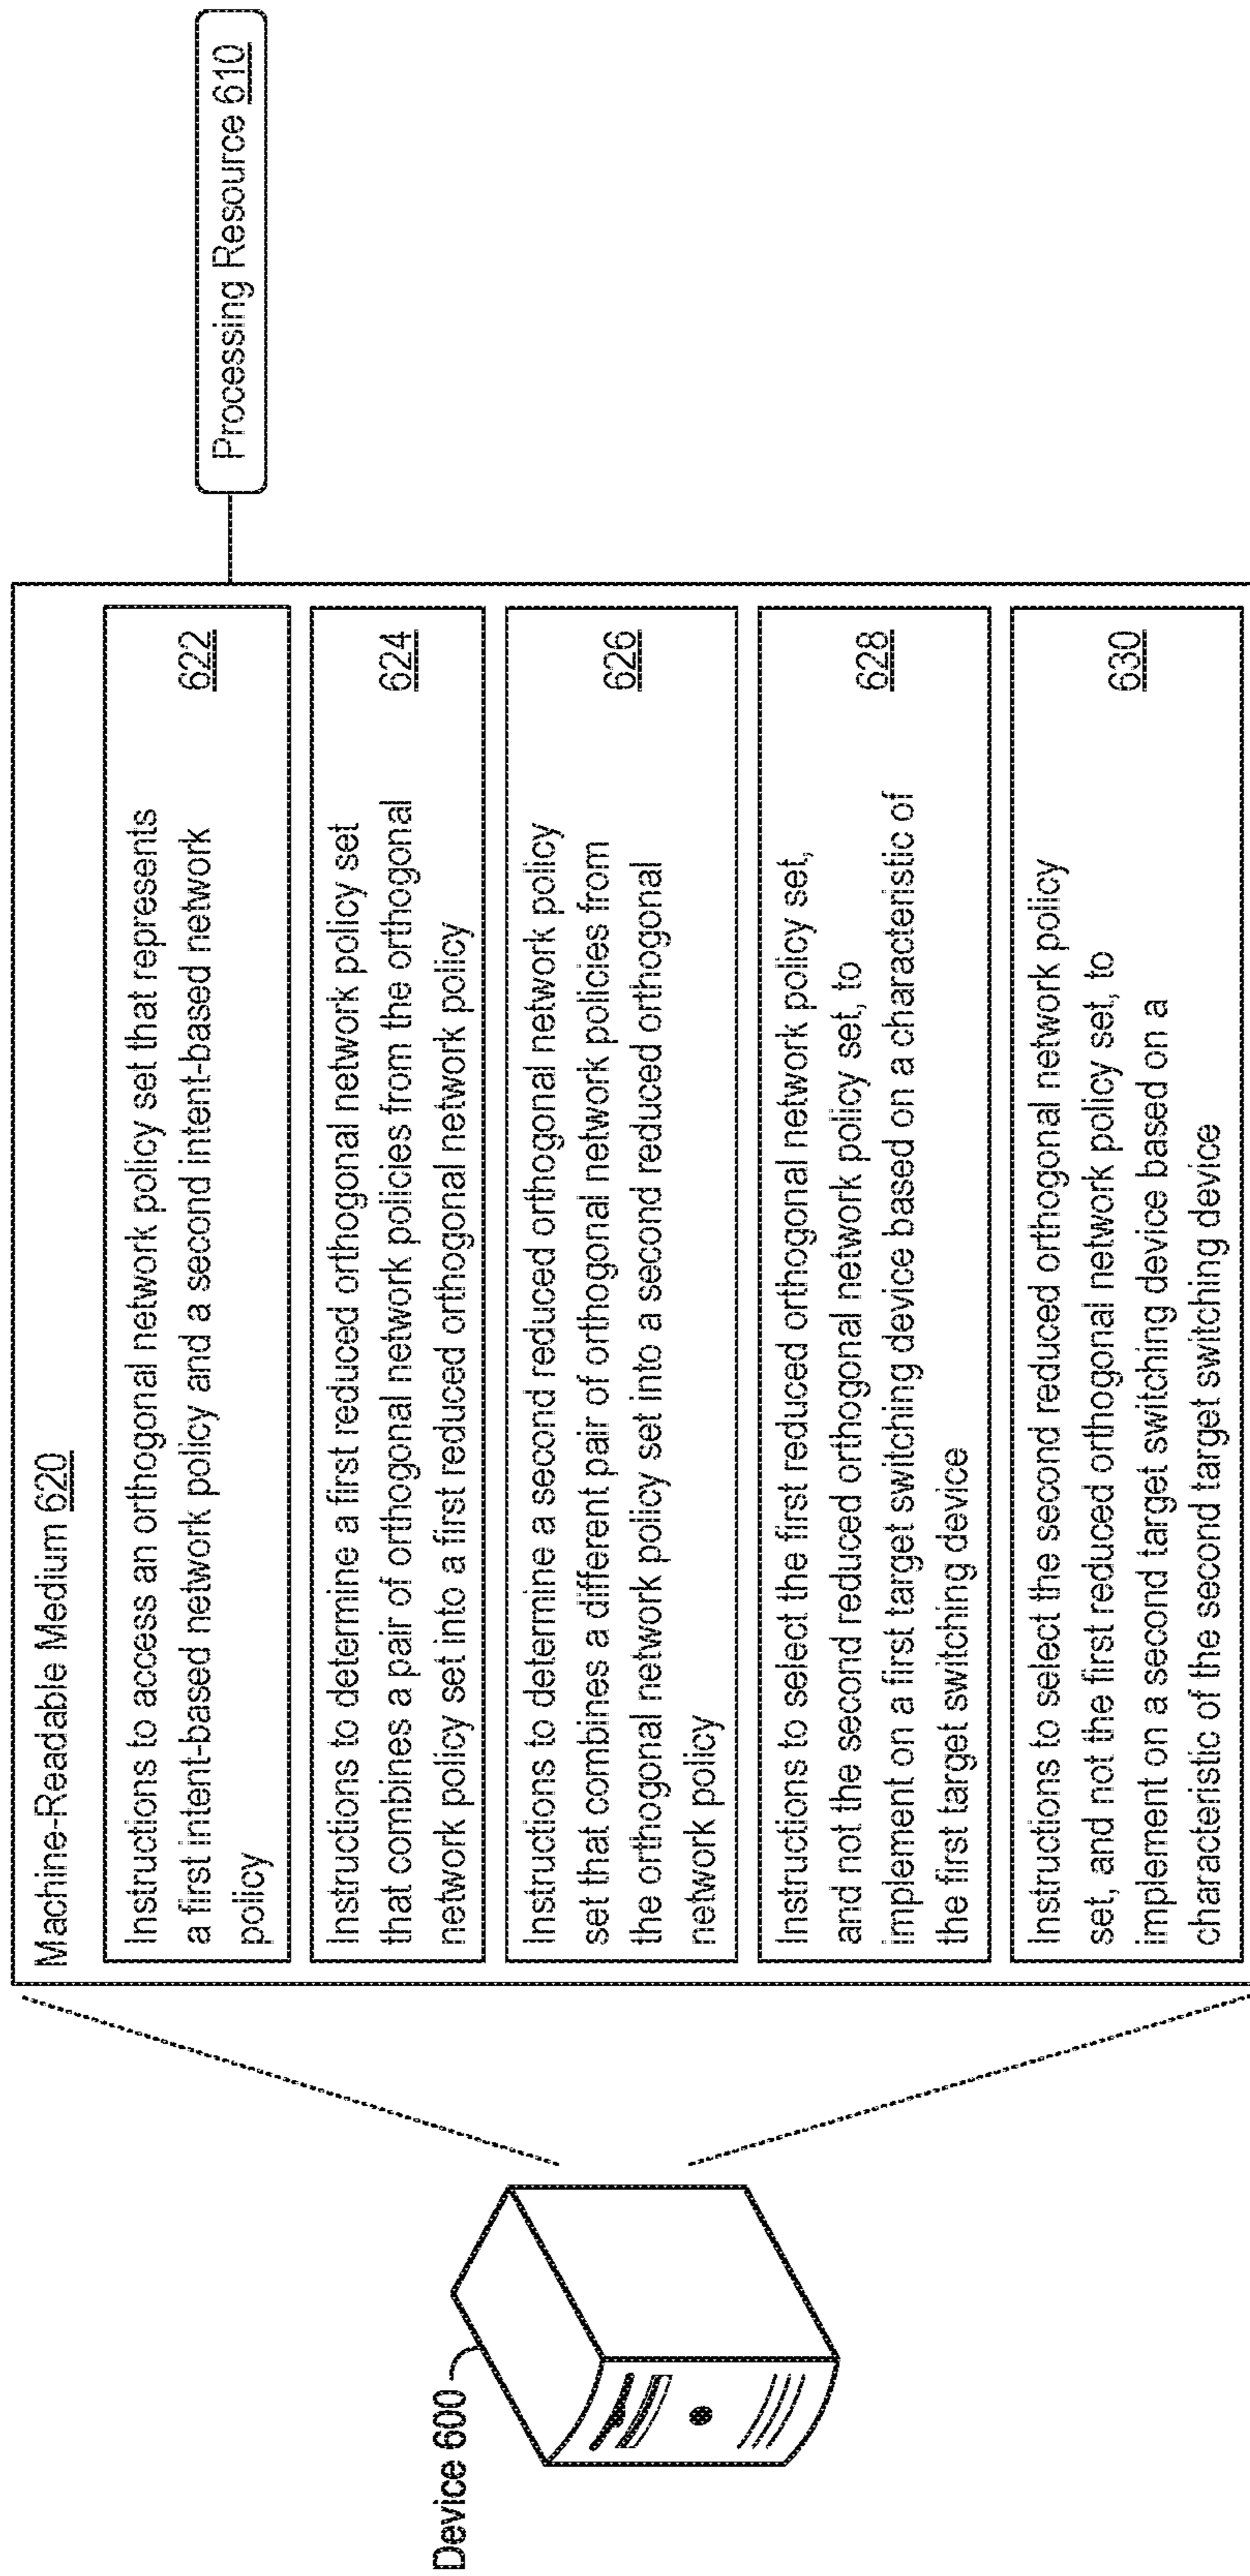 Device 600
Machine-Readable Medium 620
Instructions to access an orthogonal network policy set that represents
a first intent-based network policy and a second intent-based network
policy
622
Instructions to determine a first reduced orthogonal network policy set
that combines a pair of orthogonal network policies from the orthogonal
network policy set into a first reduced orthogonal network policy
624
Instructions to determine a second reduced orthogonal network policy
set that combines a different pair of orthogonal network policies from
the orthogonal network policy set into a second reduced orthogonal
network policy
626
Instructions to select the first reduced orthogonal network policy set,
and not the second reduced orthogonal network policy set, to
implement on a first target switching device based on a characteristic of
the first target switching device
628
Instructions to select the second reduced orthogonal network policy
set, and not the first reduced orthogonal network policy set, to
implement on a second target switching device based on a
characteristic of the second target switching device
630
Processing Resource 610